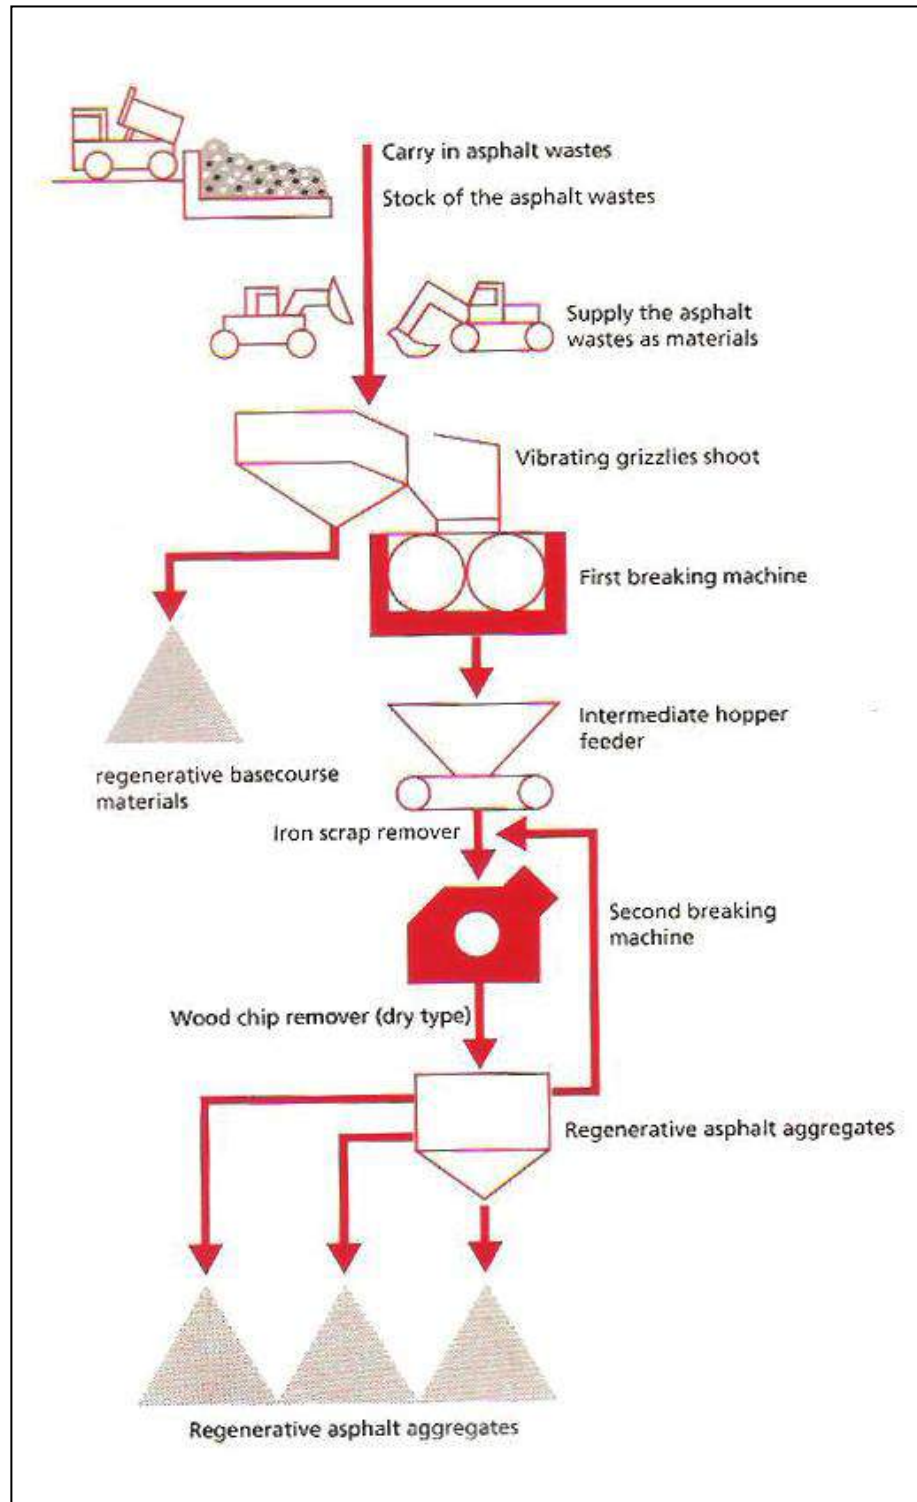 Carry in asphalt wastes
Stock of the asphalt wastes
Supply the asphalt
wastes as materials
Vibrating grizzlies shoot
First breaking machine
Intermediate hopper
feeder
regenerative basecourse
materials
Iron scrap remover
Second breaking
machine
Wood chip remover (dry type)
Regenerative asphalt aggregates
Regenerative asphalt aggregates